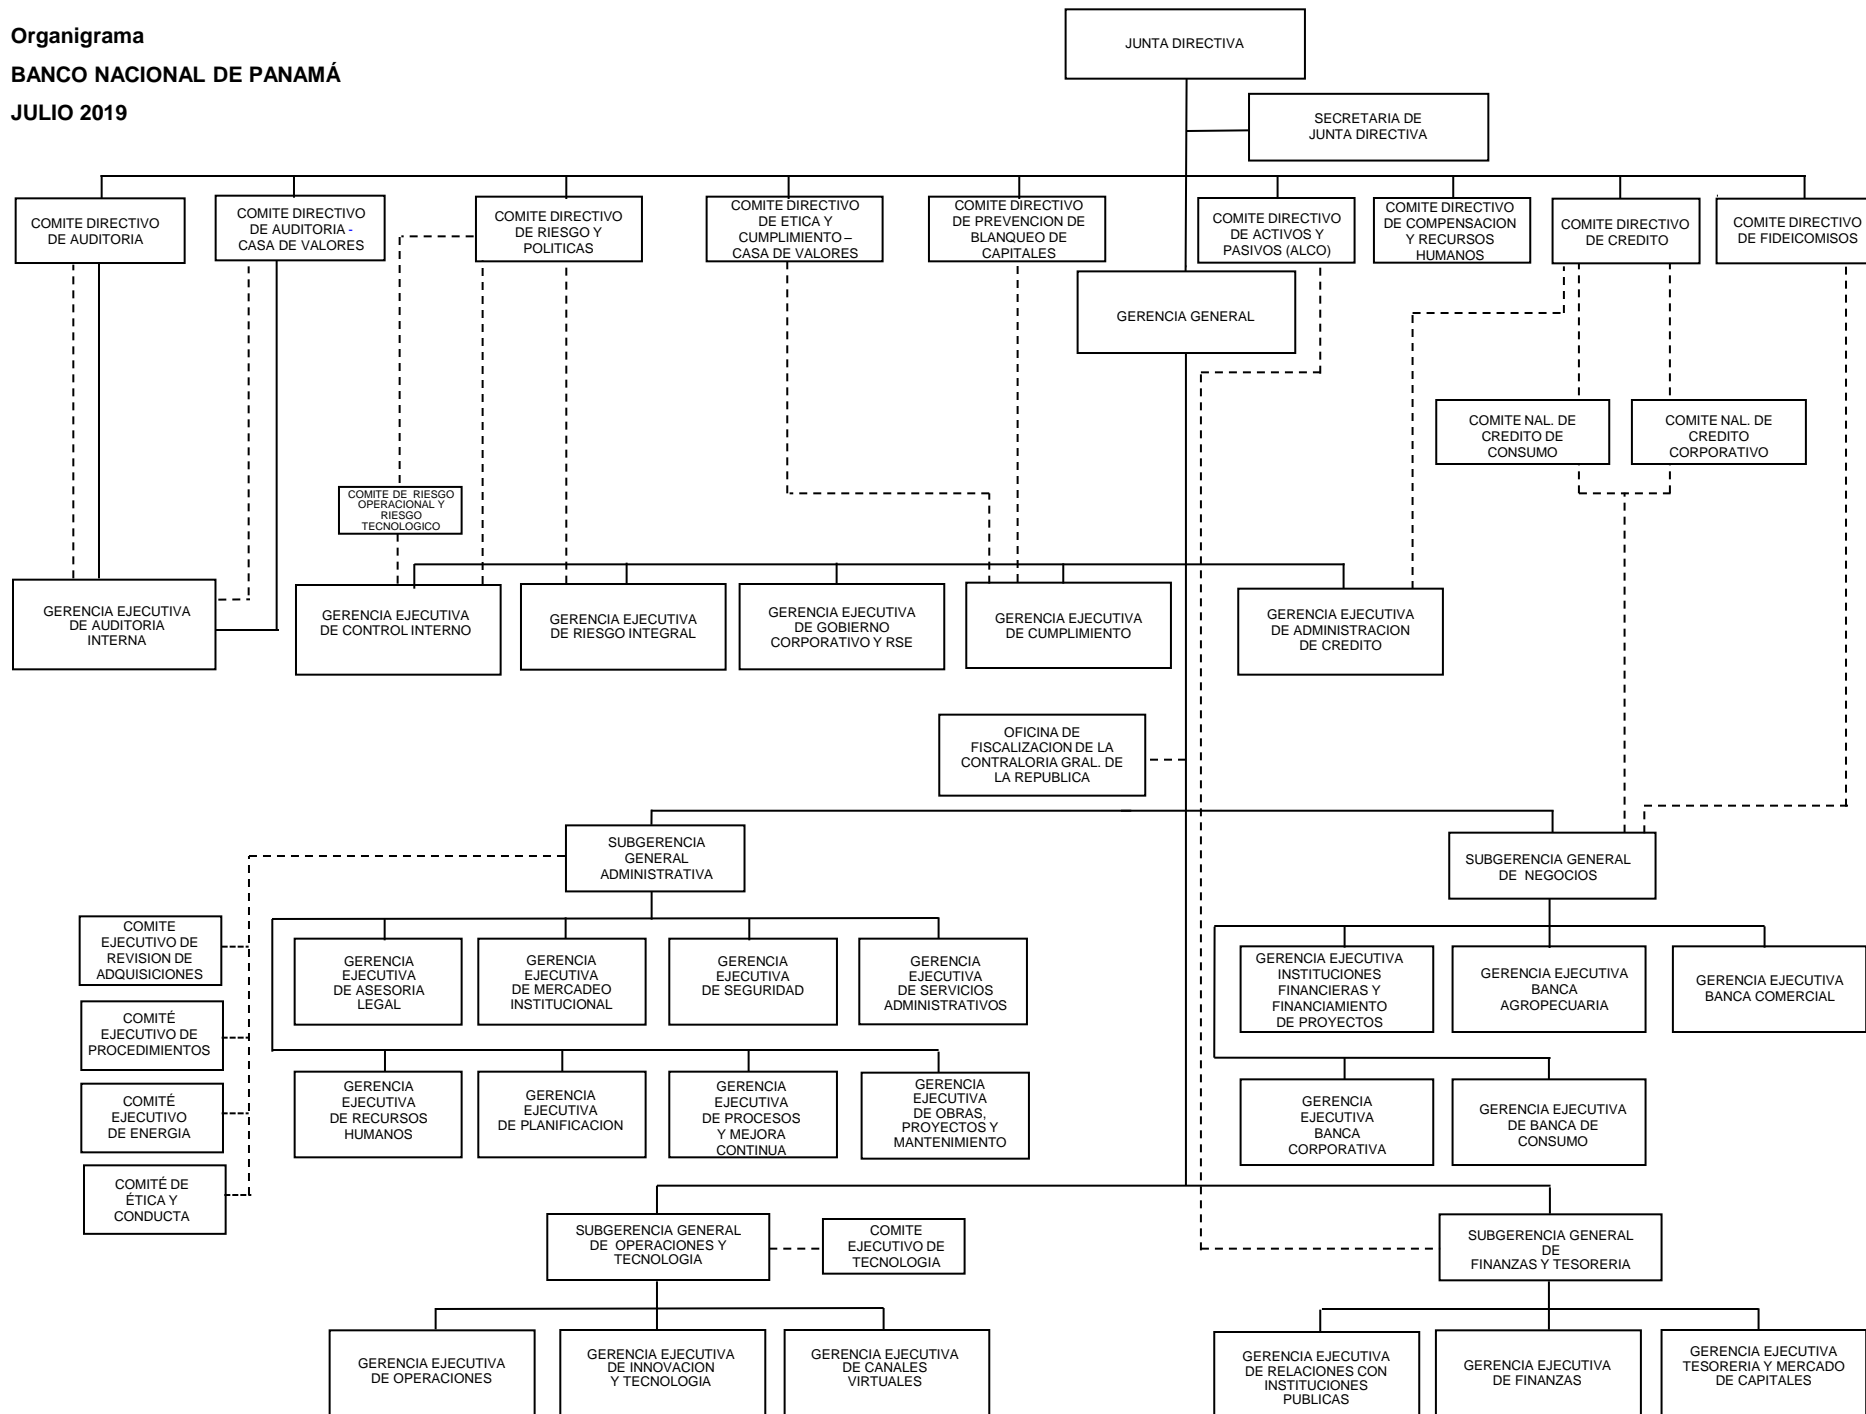 Organigrama
BANCO NACIONAL DE PANAMÁ
JULIO 2019
JUNTA DIRECTIVA
SECRETARIA DE
JUNTA DIRECTIVA
COMITE DIRECTIVO
DE AUDITORIA
COMITE DIRECTIVO
DE AUDITORIA -
CASA DE VALORES
COMITE DIRECTIVO
DE RIESGO Y
POLITICAS
COMITE DIRECTIVO
DE ETICA Y
CUMPLIMIENTO –
CASA DE VALORES
COMITE DIRECTIVO
DE PREVENCION DE
BLANQUEO DE
CAPITALES
COMITE DIRECTIVO
DE ACTIVOS Y
PASIVOS (ALCO)
COMITE DIRECTIVO
DE COMPENSACION
Y RECURSOS
HUMANOS
COMITE DIRECTIVO
DE CREDITO
COMITE DIRECTIVO
DE FIDEICOMISOS
GERENCIA GENERAL
COMITE NAL. DE
CREDITO DE
CONSUMO
COMITE NAL. DE
CREDITO
CORPORATIVO
COMITE DE RIESGO
OPERACIONAL Y
RIESGO
TECNOLOGICO
GERENCIA EJECUTIVA
DE AUDITORIA
INTERNA
GERENCIA EJECUTIVA
DE CONTROL INTERNO
GERENCIA EJECUTIVA
DE RIESGO INTEGRAL
GERENCIA EJECUTIVA
DE GOBIERNO
CORPORATIVO Y RSE
GERENCIA EJECUTIVA
DE CUMPLIMIENTO
GERENCIA EJECUTIVA
DE ADMINISTRACION
DE CREDITO
OFICINA DE
FISCALIZACION DE LA
CONTRALORIA GRAL. DE
LA REPUBLICA
SUBGERENCIA
GENERAL
ADMINISTRATIVA
SUBGERENCIA GENERAL
DE NEGOCIOS
COMITE
EJECUTIVO DE
REVISION DE
ADQUISICIONES
COMITÉ
EJECUTIVO DE
PROCEDIMIENTOS
COMITÉ
EJECUTIVO
DE ENERGIA
COMITÉ DE
ÉTICA Y
CONDUCTA
GERENCIA
EJECUTIVA
DE ASESORIA
LEGAL
GERENCIA
EJECUTIVA
DE MERCADEO
INSTITUCIONAL
GERENCIA
EJECUTIVA
DE SEGURIDAD
GERENCIA
EJECUTIVA
DE SERVICIOS
ADMINISTRATIVOS
GERENCIA
EJECUTIVA
DE RECURSOS
HUMANOS
GERENCIA
EJECUTIVA
DE PLANIFICACION
GERENCIA
EJECUTIVA
DE PROCESOS
Y MEJORA
CONTINUA
GERENCIA
EJECUTIVA
DE OBRAS,
PROYECTOS Y
MANTENIMIENTO
GERENCIA EJECUTIVA
INSTITUCIONES
FINANCIERAS Y
FINANCIAMIENTO
DE PROYECTOS
GERENCIA EJECUTIVA
BANCA
AGROPECUARIA
GERENCIA EJECUTIVA
BANCA COMERCIAL
GERENCIA
EJECUTIVA
BANCA
CORPORATIVA
GERENCIA EJECUTIVA
DE BANCA DE
CONSUMO
SUBGERENCIA GENERAL
DE OPERACIONES Y
TECNOLOGIA
COMITE
EJECUTIVO DE
TECNOLOGIA
SUBGERENCIA GENERAL
DE
FINANZAS Y TESORERIA
GERENCIA EJECUTIVA
DE OPERACIONES
GERENCIA EJECUTIVA
DE INNOVACION
Y TECNOLOGIA
GERENCIA EJECUTIVA
DE CANALES
VIRTUALES
GERENCIA EJECUTIVA
DE RELACIONES CON
INSTITUCIONES
PUBLICAS
GERENCIA EJECUTIVA
DE FINANZAS
GERENCIA EJECUTIVA
TESORERIA Y MERCADO
DE CAPITALES